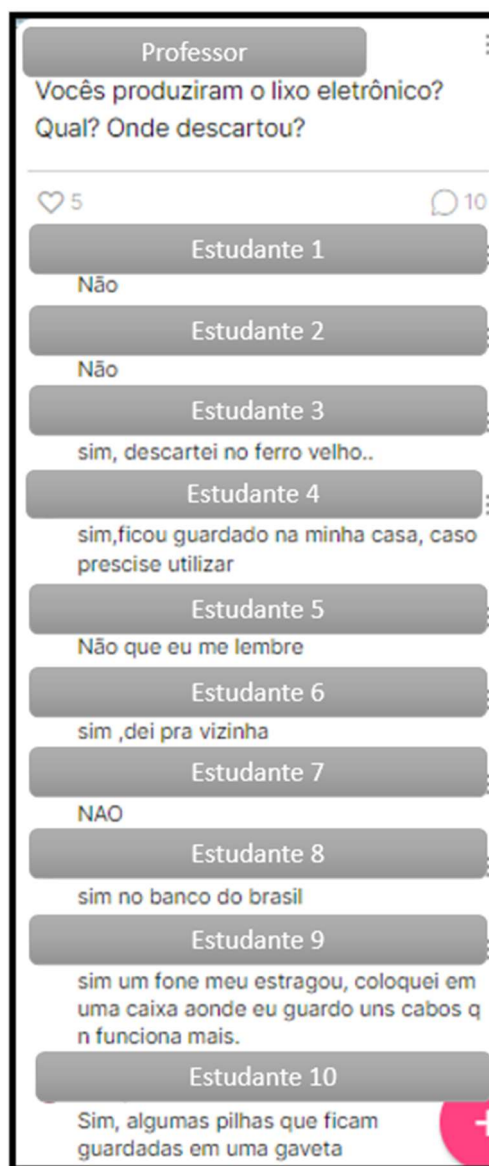 Professor
Vocês produziram o lixo eletrônico?
Qual? Onde descartou?
5
10
Estudante 1
Não
Estudante 2
Não
Estudante 3
sim, descartei no ferro velho..
Estudante 4
sim,ficou guardado na minha casa, caso
prescise utilizar
Estudante 5
Não que eu me lembre
Estudante 6
sim ,dei pra vizinha
Estudante 7
NAO
Estudante 8
sim no banco do brasil
Estudante 9
sim um fone meu estragou, coloquei em
uma caixa aonde eu guardo uns cabos q
n funciona mais.
Estudante 10
Sim, algumas pilhas que ficam
guardadas em uma gaveta